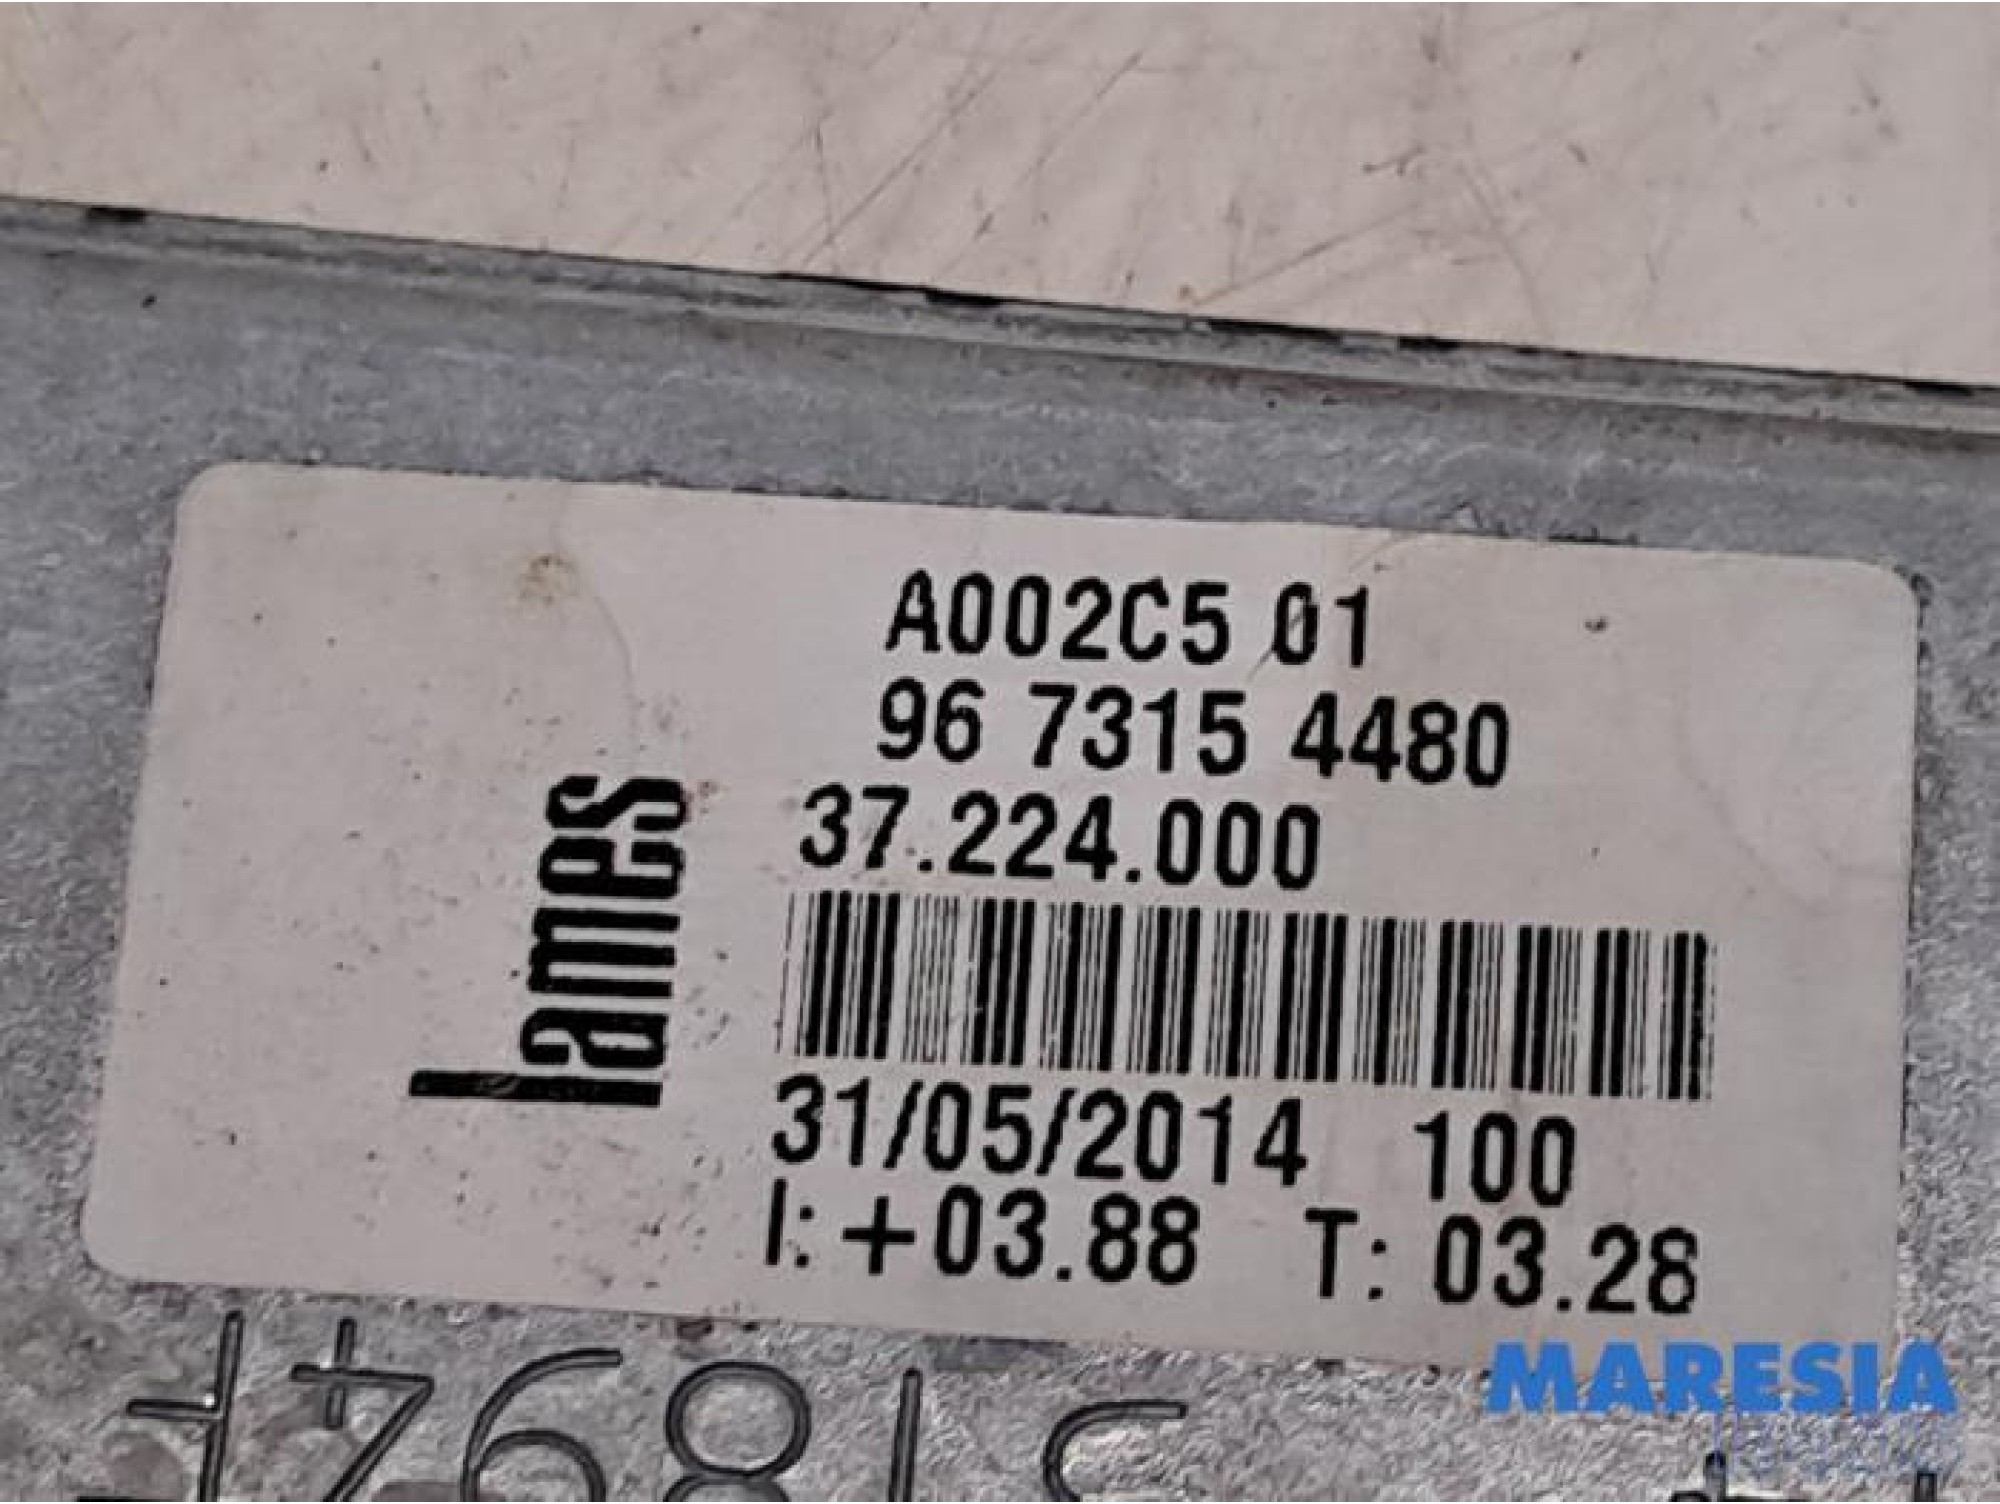 A002C5 01
96 7315 4480
37.224.000
lames
31/05/2014 100
I: +03.88 T: 03.28
MARESIA